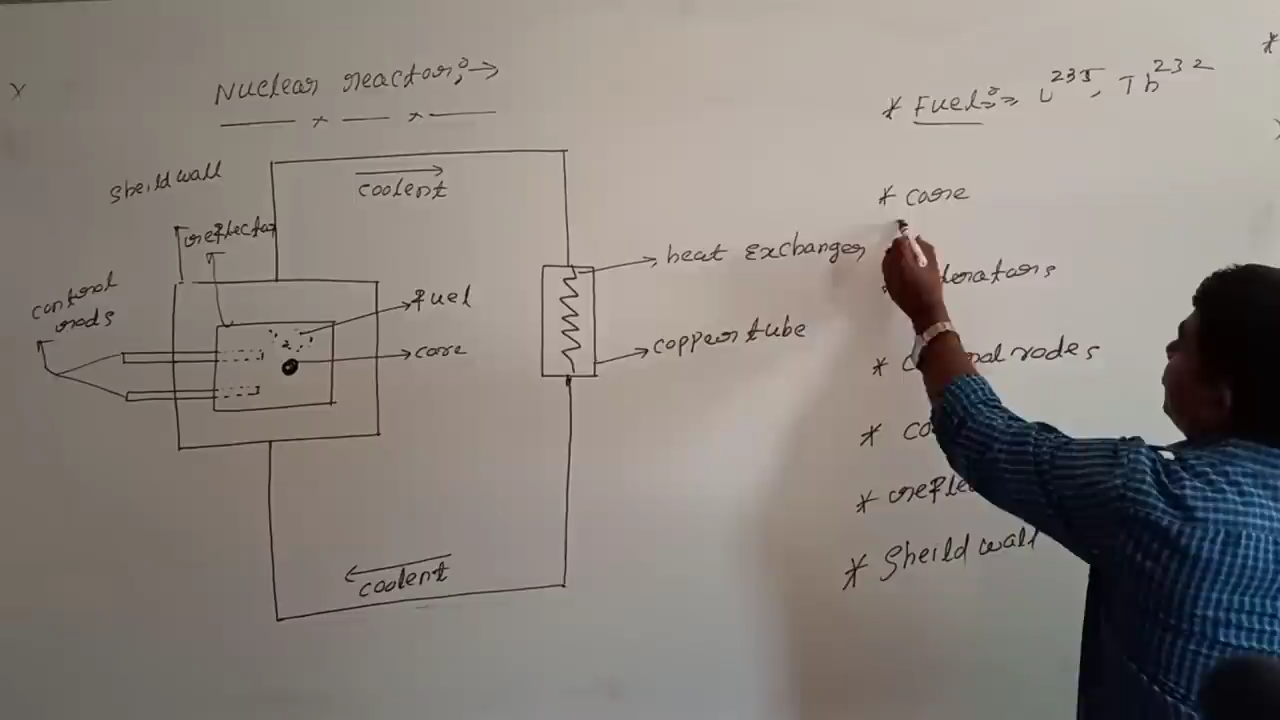 Nuclear reactor:→
Sheild wall
reflector
control
rods
coolent
fuel
core
heat exchanger
copper tube
coolent
* Fuel:= U235, Th232
* core
* rodes
* Sheild wall